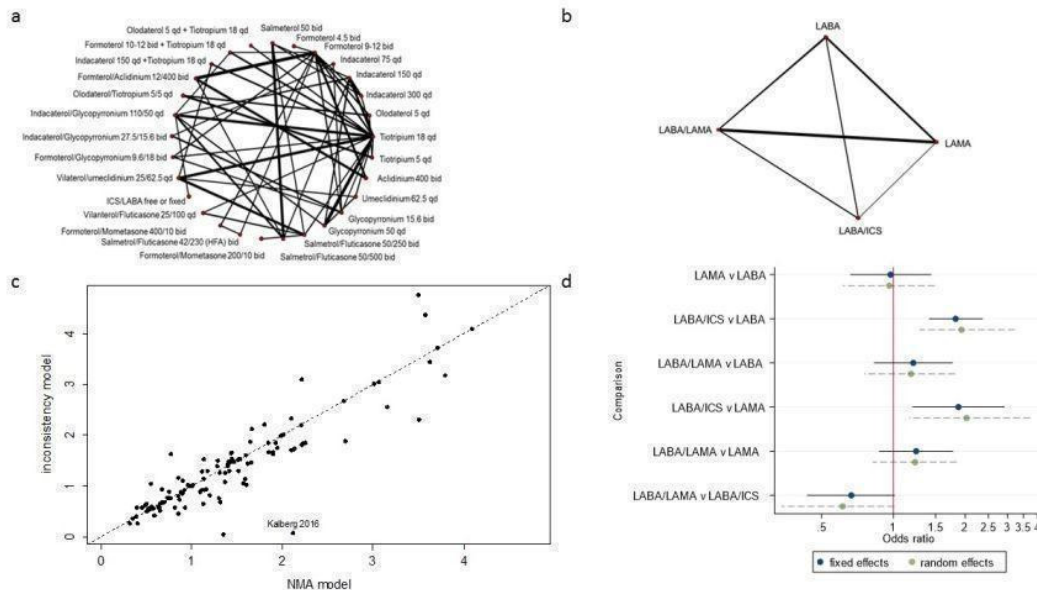 a
Olodaterol 5 qd + Tiotropium 18 qd
Formoterol 10-12 bid + Tiotropium 18 qd
Indacaterol 150 qd +Tiotropium 18 qd
Formterol/Aclidinium 12/400 bid
Olodaterol/Tiotropium 5/5 qd
Indacaterol/Glycopyrronium 110/50 qd
Indacaterol/Glycopyrronium 27.5/15.6 bid
Formoterol/Glycopyrronium 9.6/18 bid
Vilaterol/umeclidinium 25/62.5 qd
ICS/LABA free or fixed
Vilanterol/Fluticasone 25/100 qd
Formoterol/Mometasone 400/10 bid
Salmetrol/Fluticasone 42/230 (HFA) bid
Formoterol/Mometasone 200/10 bid
Salmeterol 50 bid
Formoterol 4.5 bid
Formoterol 9-12 bid
Indacaterol 75 qd
Indacaterol 150 qd
Indacaterol 300 qd
Olodaterol 5 qd
Tiotripium 18 qd
Tiotropium 5 qd
Aclidinium 400 bid
Umeclidinium 62.5 qd
Glycopyrronium 15.6 bid
Glycopyrronium 50 qd
Salmetrol/Fluticasone 50/250 bid
Salmetrol/Fluticasone 50/500 bid
b
LABA
LABA/LAMA
LAMA
LABA/ICS
c
inconsistency model
4
3
2
1
0
Kalberg 2016
0
1
2
3
4
NMA model
d
Comparison
LAMA v LABA
LABA/ICS v LABA
LABA/LAMA v LABA
LABA/ICS v LAMA
LABA/LAMA v LAMA
LABA/LAMA v LABA/ICS
.5
1
1.5
2
2.5
3
3.5
4
Odds ratio
fixed effects
random effects